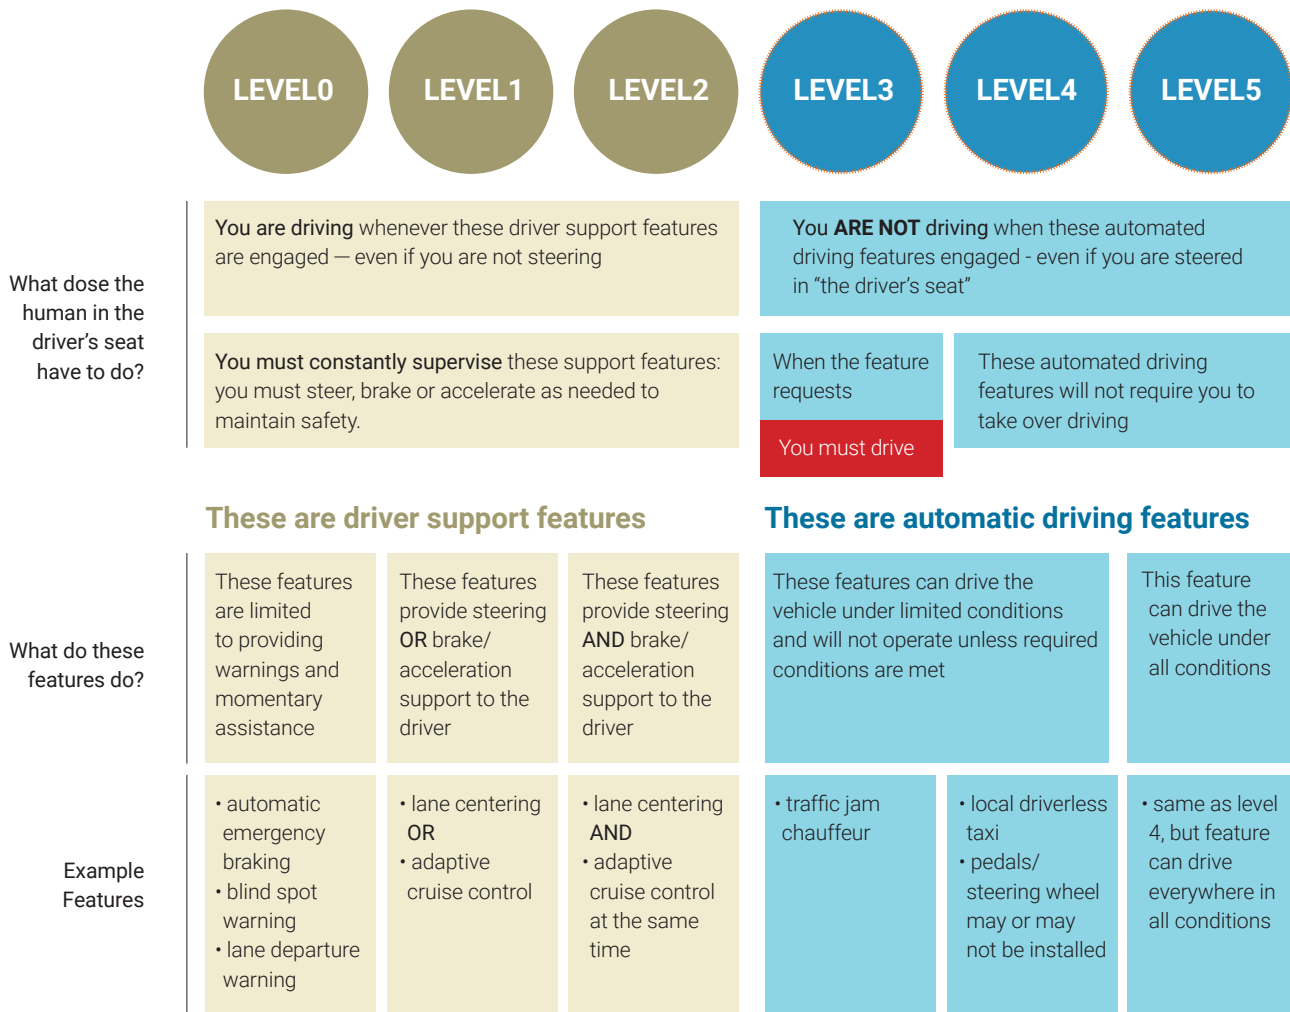 LEVEL0
LEVEL1
LEVEL2
LEVEL3
LEVEL4
LEVEL5
What dose the
human in the
driver's seat
have to do?
You are driving whenever these driver support features
are engaged — even if you are not steering
You ARE NOT driving when these automated
driving features engaged - even if you are steered
in “the driver's seat”
You must constantly supervise these support features:
you must steer, brake or accelerate as needed to
maintain safety.
When the feature
requests
You must drive
These automated driving
features will not require you to
take over driving
These are driver support features
These are automatic driving features
What do these
features do?
These features
are limited
to providing
warnings and
momentary
assistance
These features
provide steering
OR brake/
acceleration
support to the
driver
These features
provide steering
AND brake/
acceleration
support to the
driver
These features can drive the
vehicle under limited conditions
and will not operate unless required
conditions are met
This feature
can drive the
vehicle under
all conditions
Example
Features
• automatic
emergency
braking
• blind spot
warning
• lane departure
warning
• lane centering
OR
• adaptive
cruise control
• lane centering
AND
• adaptive
cruise control
at the same
time
• traffic jam
chauffeur
• local driverless
taxi
• pedals/
steering wheel
may or may
not be installed
• same as level
4, but feature
can drive
everywhere in
all conditions